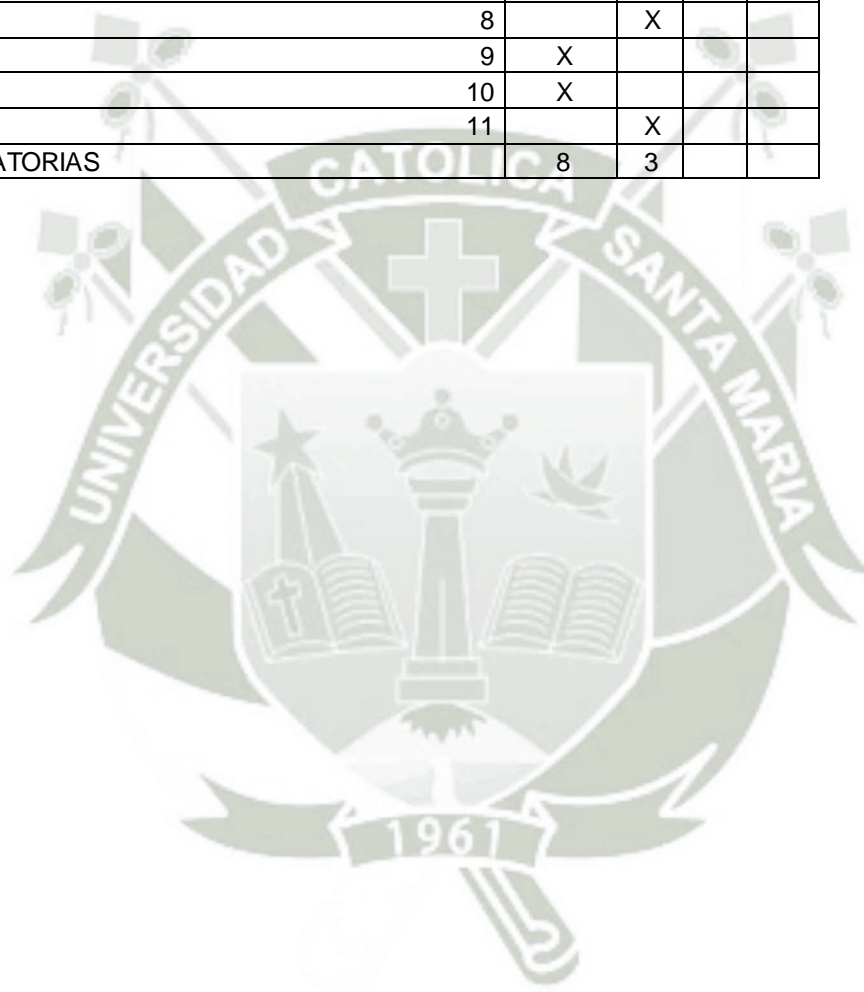 8 X
9 X
10 X
11 X
ATORIAS 8 3
UNIVERSIDAD CATOLICA SANTA MARIA
1961